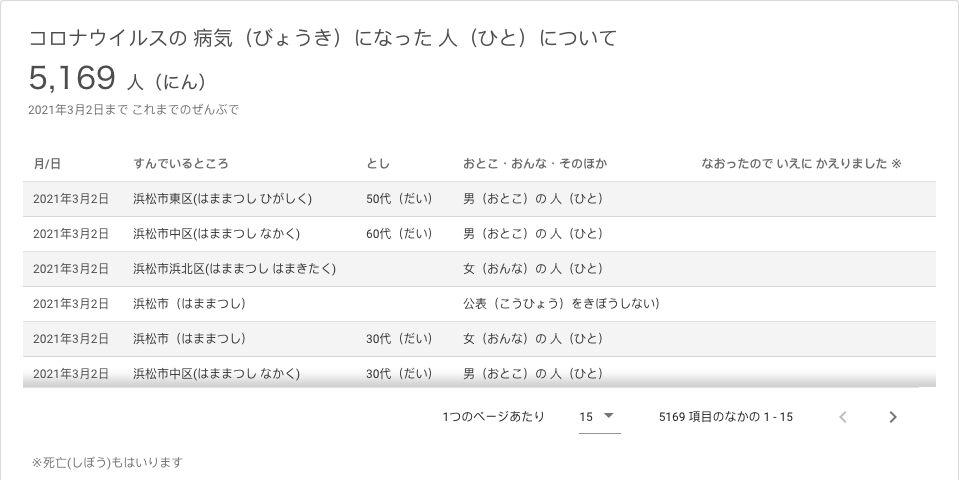 コロナウイルスの 病気（びょうき）になった 人（ひと）について
5,169 人（にん）
2021年3月2日まで これまでのぜんぶで
月/日 すんでいるところ とし おとこ・おんな・そのほか なおったので いえに かえりました ※
2021年3月2日 浜松市東区(はままつし ひがしく) 50代（だい） 男（おとこ）の 人（ひと）
2021年3月2日 浜松市中区(はままつし なかく) 60代（だい） 男（おとこ）の 人（ひと）
2021年3月2日 浜松市浜北区(はままつし はまきたく) 女（おんな）の 人（ひと）
2021年3月2日 浜松市（はままつし） 公表（こうひょう）をきぼうしない）
2021年3月2日 浜松市（はままつし） 30代（だい） 女（おんな）の 人（ひと）
2021年3月2日 浜松市中区(はままつし なかく) 30代（だい） 男（おとこ）の 人（ひと）
1つのページあたり 15 5169 項目のなかの 1 - 15
※死亡(しぼう)もはいります